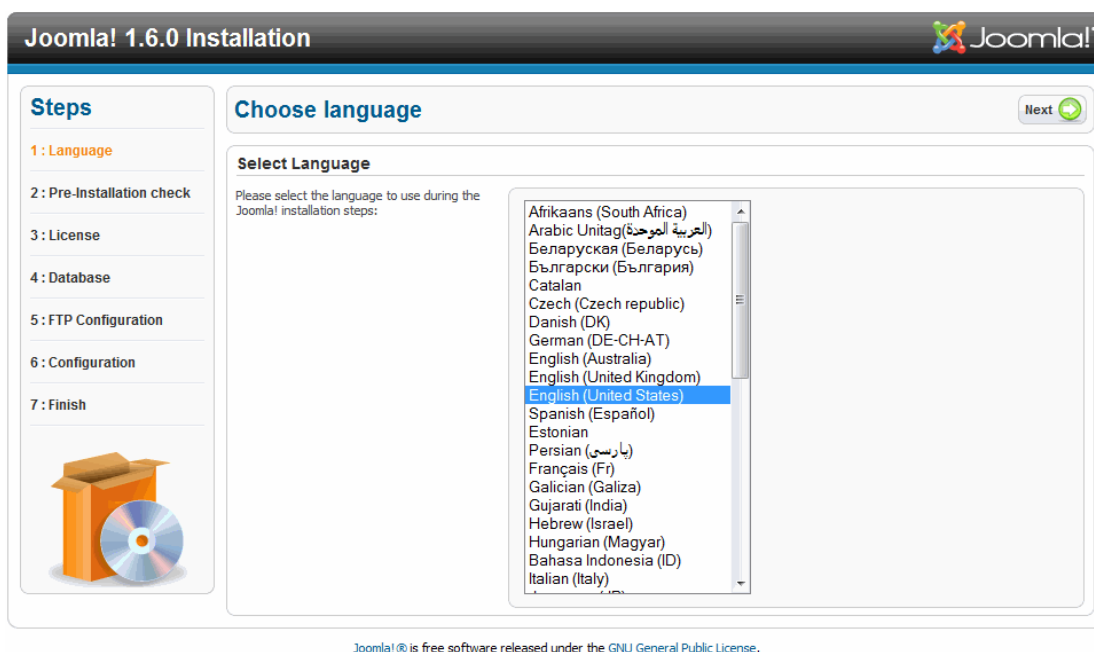 Joomla! 1.6.0 Installation
Joomla!
Steps
1 : Language
2 : Pre-Installation check
3 : License
4 : Database
5 : FTP Configuration
6 : Configuration
7 : Finish
Choose language
Next
Select Language
Please select the language to use during the
Joomla! installation steps:
Afrikaans (South Africa)
Arabic Unitag (العربية الموحدة)
Беларуская (Беларусь)
Български (България)
Catalan
Czech (Czech republic)
Danish (DK)
German (DE-CH-AT)
English (Australia)
English (United Kingdom)
English (United States)
Spanish (Español)
Estonian
Persian (پارسی)
Français (Fr)
Galician (Galiza)
Gujarati (India)
Hebrew (Israel)
Hungarian (Magyar)
Bahasa Indonesia (ID)
Italian (Italy)
Joomla!® is free software released under the GNU General Public License.